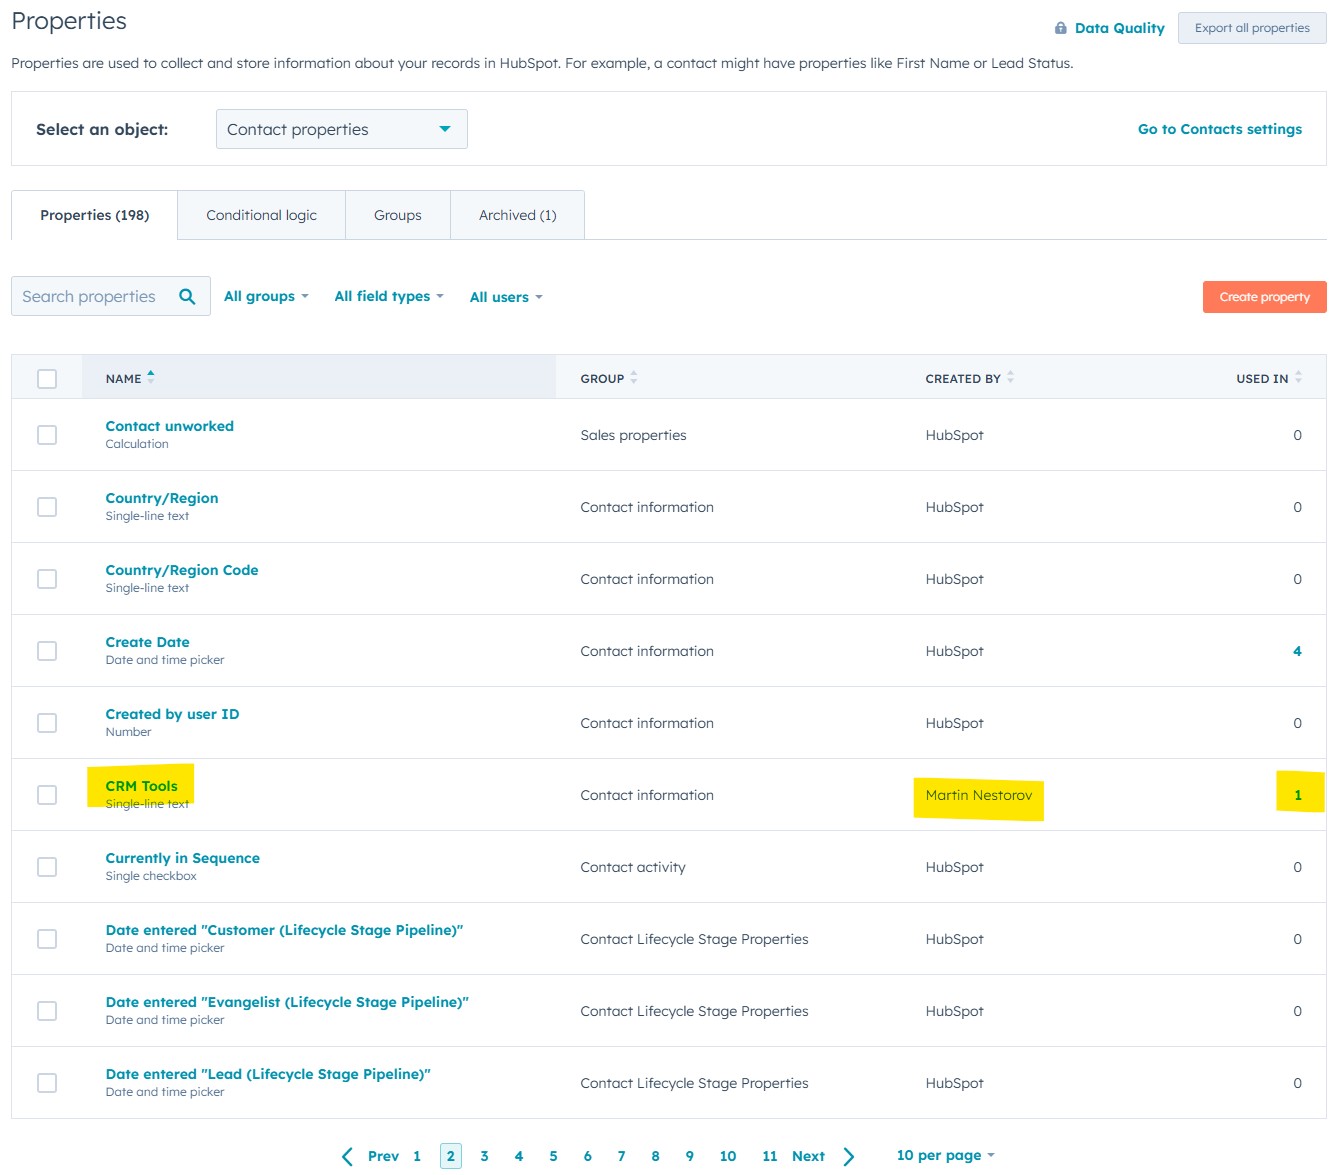 Properties
Data Quality
Export all properties
Properties are used to collect and store information about your records in HubSpot. For example, a contact might have properties like First Name or Lead Status.
Select an object:
Contact properties
Go to Contacts settings
Properties (198)
Conditional logic
Groups
Archived (1)
Search properties
All groups
All field types
All users
Create property
NAME
GROUP
CREATED BY
USED IN
Contact unworked
Calculation
Sales properties
HubSpot
0
Country/Region
Single-line text
Contact information
HubSpot
0
Country/Region Code
Single-line text
Contact information
HubSpot
0
Create Date
Date and time picker
Contact information
HubSpot
4
Created by user ID
Number
Contact information
HubSpot
0
CRM Tools
Single-line text
Contact information
Martin Nestorov
1
Currently in Sequence
Single checkbox
Contact activity
HubSpot
0
Date entered "Customer (Lifecycle Stage Pipeline)"
Date and time picker
Contact Lifecycle Stage Properties
HubSpot
0
Date entered "Evangelist (Lifecycle Stage Pipeline)"
Date and time picker
Contact Lifecycle Stage Properties
HubSpot
0
Date entered "Lead (Lifecycle Stage Pipeline)"
Date and time picker
Contact Lifecycle Stage Properties
HubSpot
0
Prev 1 2 3 4 5 6 7 8 9 10 11 Next
10 per page